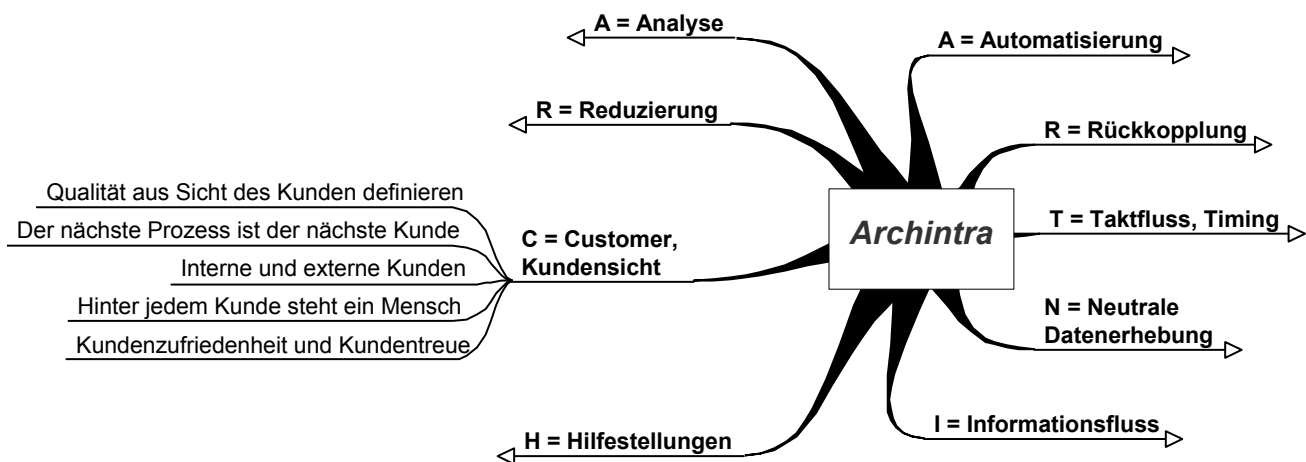 A = Analyse
R = Reduzierung
Qualität aus Sicht des Kunden definieren
Der nächste Prozess ist der nächste Kunde
Interne und externe Kunden
Hinter jedem Kunde steht ein Mensch
Kundenzufriedenheit und Kundentreue
C = Customer,
Kundensicht
H = Hilfestellungen
Archintra
A = Automatisierung
R = Rückkopplung
T = Taktfluss, Timing
N = Neutrale
Datenerhebung
I = Informationsfluss